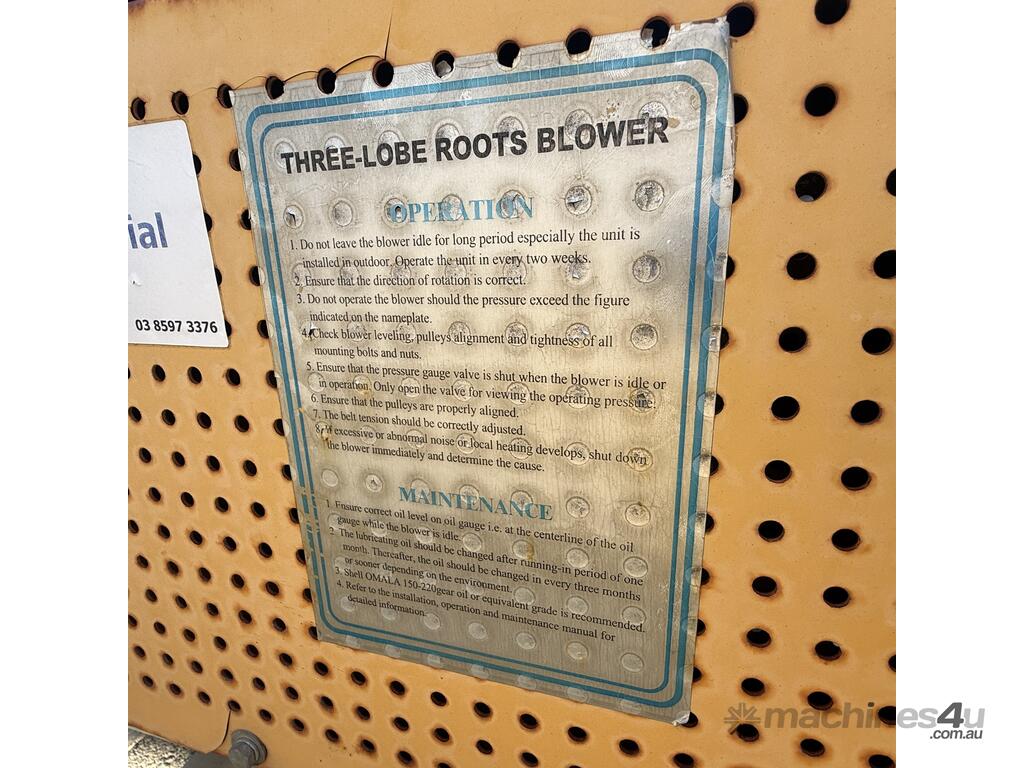 THREE-LOBE ROOTS BLOWER
OPERATION
1. Do not leave the blower idle for long period especially the unit is
installed in outdoor. Operate the unit in every two weeks.
2. Ensure that the direction of rotation is correct.
3. Do not operate the blower should the pressure exceed the figure
indicated on the nameplate.
4. Check blower leveling, pulleys alignment and tightness of all
mounting bolts and nuts.
5. Ensure that the pressure gauge valve is shut when the blower is idle or
in operation. Only open the valve for viewing the operating pressure.
6. Ensure that the pulleys are properly aligned.
7. The belt tension should be correctly adjusted.
8. If excessive or abnormal noise or local heating develops, shut down
the blower immediately and determine the cause.
MAINTENANCE
1. Ensure correct oil level on oil gauge i.e. at the centerline of the oil
gauge while the blower is idle.
2. The lubricating oil should be changed after running-in period of one
month. Thereafter, the oil should be changed in every three months
or sooner depending on the environment.
3. Shell OMALA 150-220gear oil or equivalent grade is recommended.
4. Refer to the installation, operation and maintenance manual for
detailed information.
ial
03 8597 3376
machines4u
.com.au